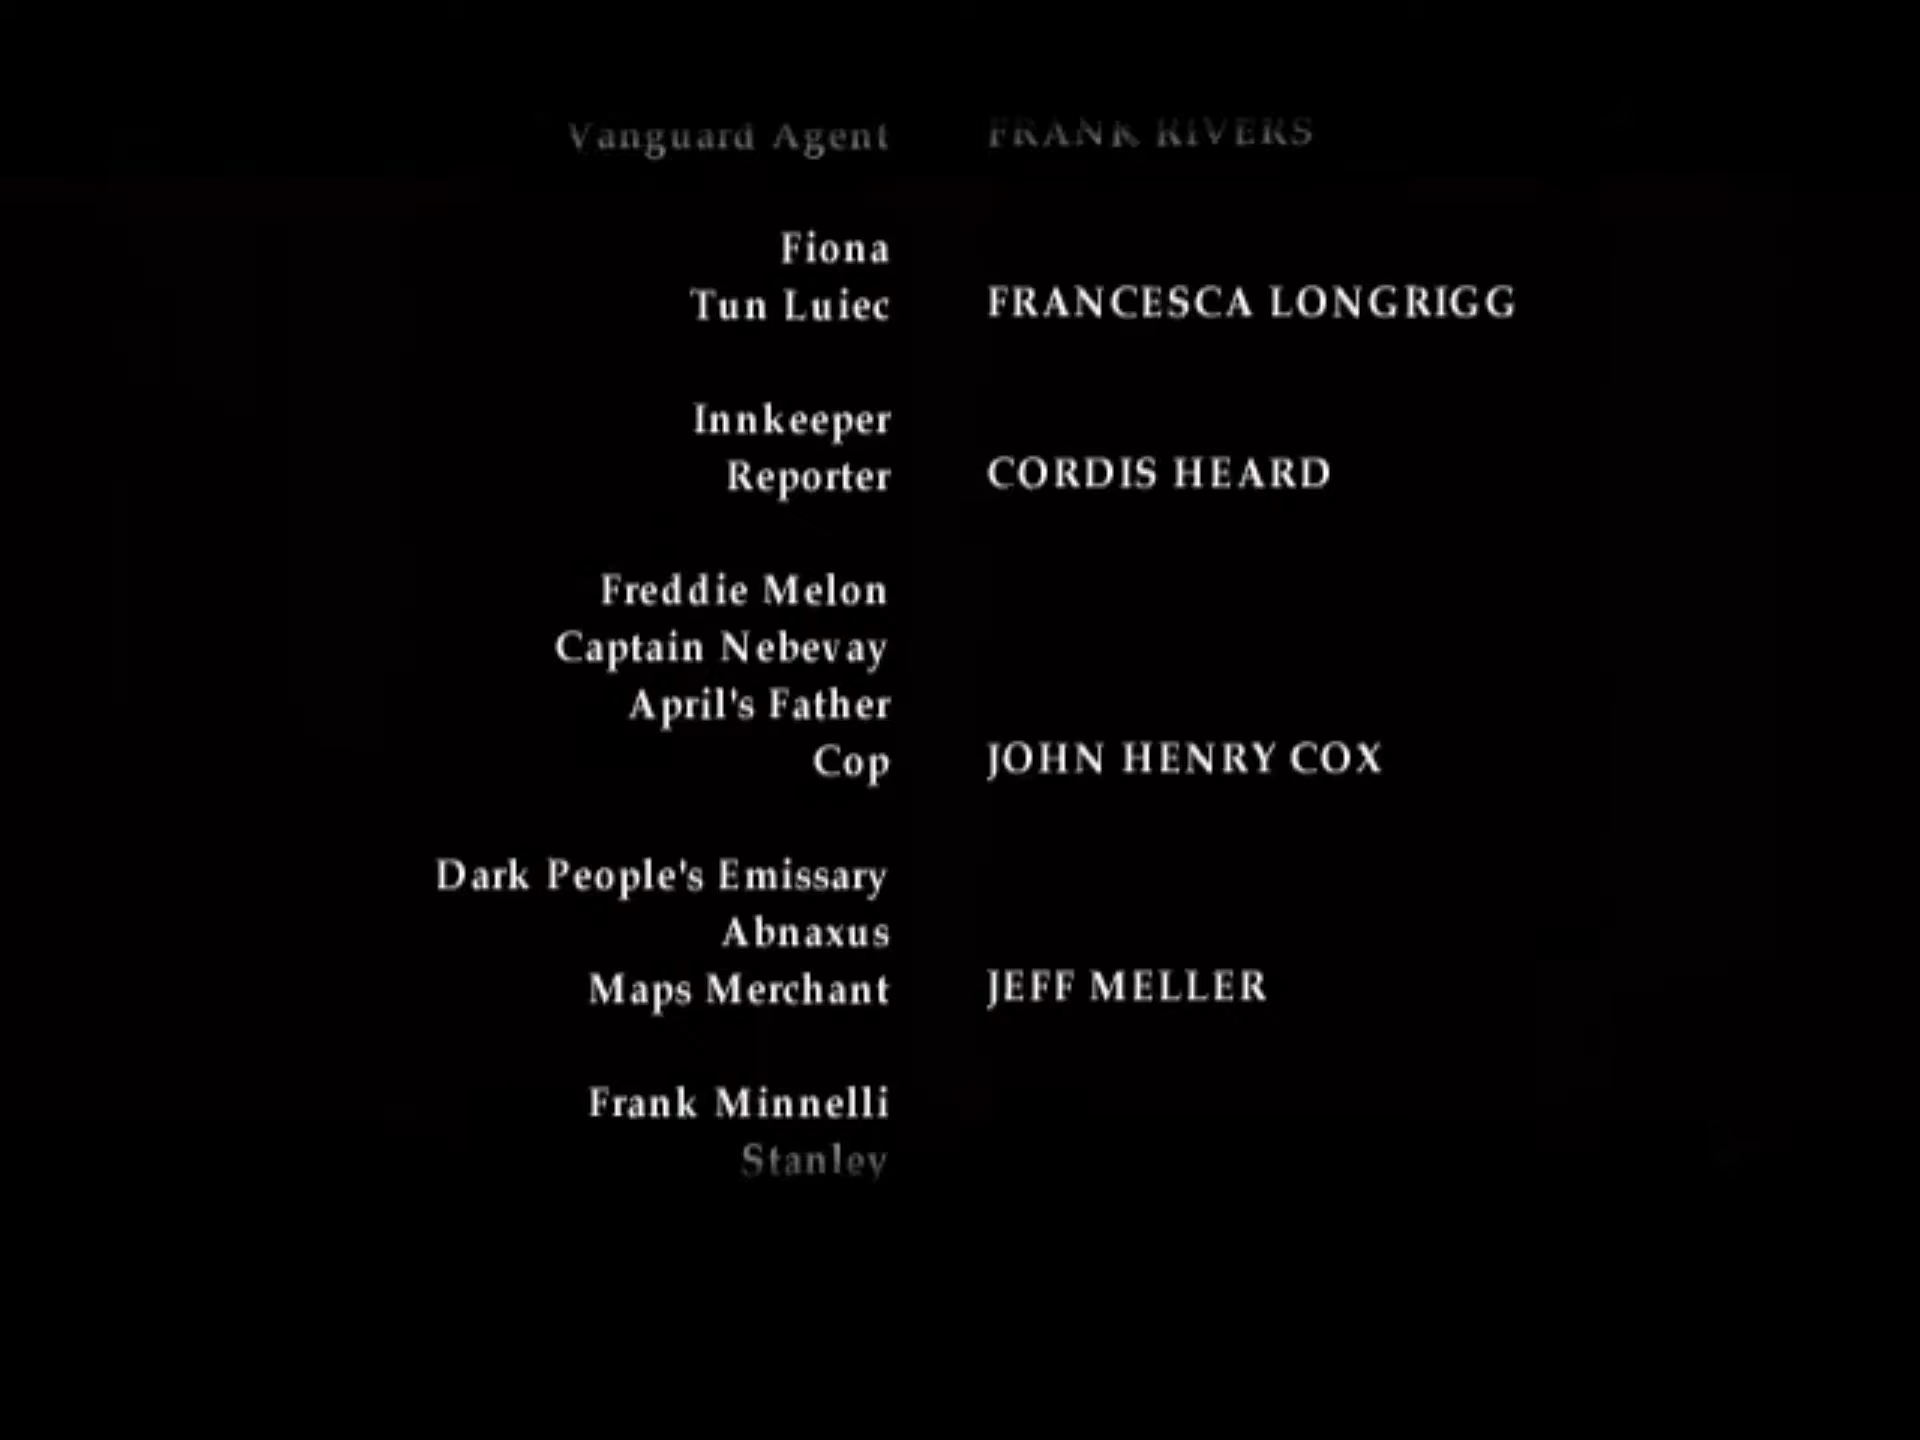 Vanguard Agent FRANK RIVERS
Fiona
Tun Luiec FRANCESCA LONGRIGG
Innkeeper
Reporter CORDIS HEARD
Freddie Melon
Captain Nebevay
April's Father
Cop JOHN HENRY COX
Dark People's Emissary
Abnaxus
Maps Merchant JEFF MELLER
Frank Minnelli
Stanley